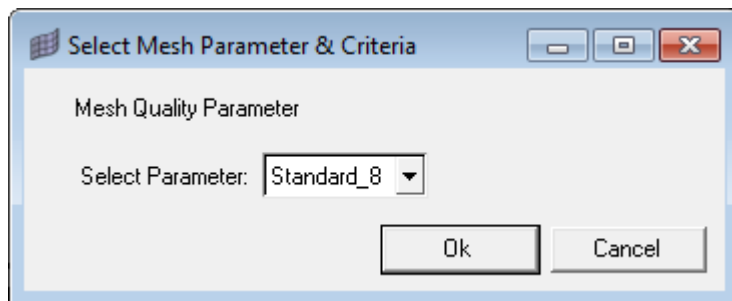 Select Mesh Parameter & Criteria
Mesh Quality Parameter
Select Parameter: Standard_8
Ok Cancel